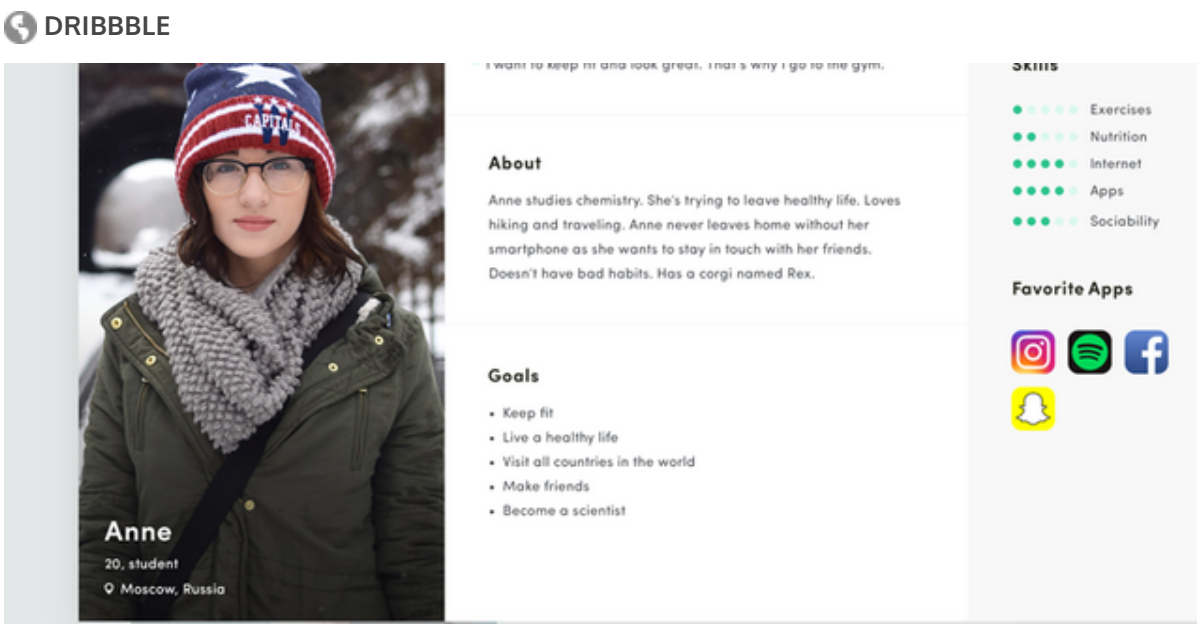 DRIBBBLE
I want to keep fit and look great. That's why I go to the gym.
Skills
CAPITALS
W
Exercises
Nutrition
Internet
Apps
Sociability
About
Anne studies chemistry. She's trying to leave healthy life. Loves
hiking and traveling. Anne never leaves home without her
smartphone as she wants to stay in touch with her friends.
Doesn't have bad habits. Has a corgi named Rex.
Favorite Apps
Goals
• Keep fit
• Live a healthy life
• Visit all countries in the world
• Make friends
• Become a scientist
Anne
20, student
Moscow, Russia